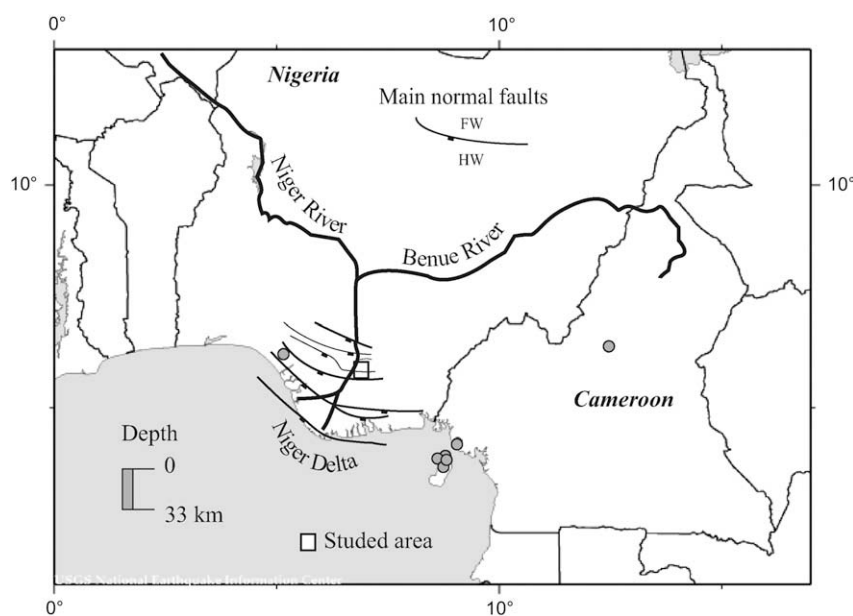 0°
10°
Nigeria
Main normal faults
FW
HW
10°
10°
Niger River
Benue River
Cameroon
Depth
0
33 km
Niger Delta
Studed area
USGS National Earthquake Information Center
0°
10°